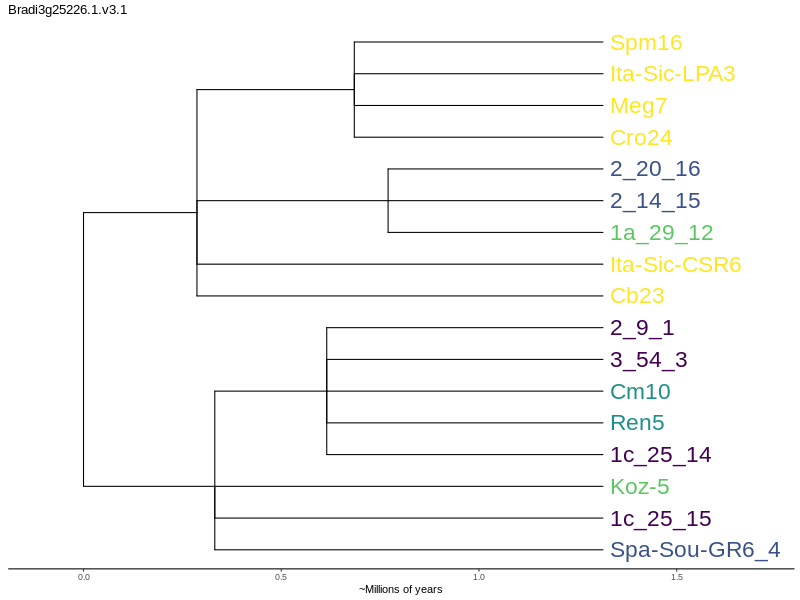 Bradi3g25226.1.v3.1
Spm16
Ita-Sic-LPA3
Meg7
Cro24
2_20_16
2_14_15
1a_29_12
Ita-Sic-CSR6
Cb23
2_9_1
3_54_3
Cm10
Ren5
1c_25_14
Koz-5
1c_25_15
Spa-Sou-GR6_4
0.0 0.5 1.0 1.5
~Millions of years